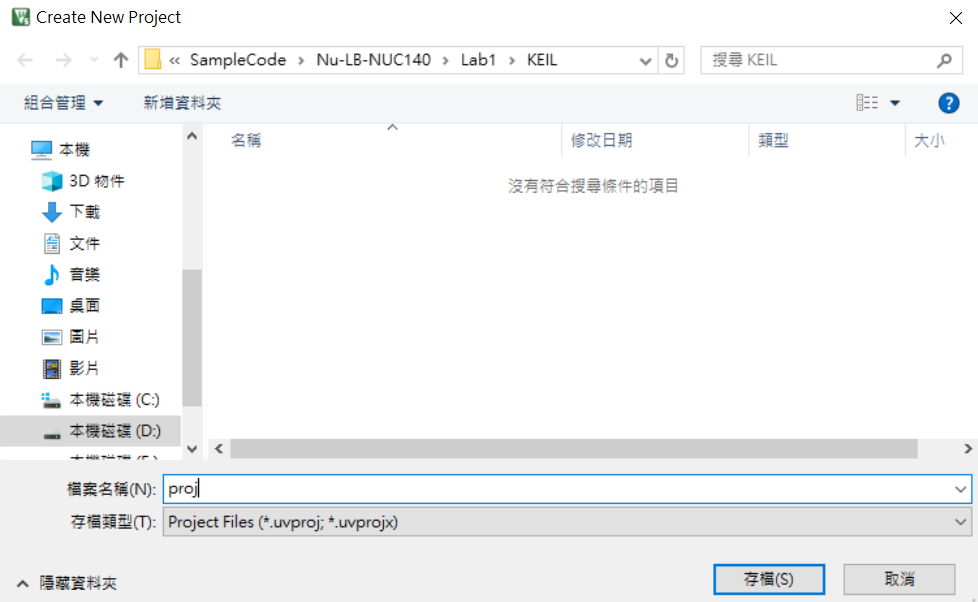 Create New Project
« SampleCode › Nu-LB-NUC140 › Lab1 › KEIL
搜尋 KEIL
組合管理
新增資料夾
名稱
修改日期
類型
大小
沒有符合搜尋條件的項目
本機
3D 物件
下載
文件
音樂
桌面
圖片
影片
本機磁碟 (C:)
本機磁碟 (D:)
檔案名稱(N): proj
存檔類型(T): Project Files (*.uvproj; *.uvprojx)
隱藏資料夾
存檔(S)
取消